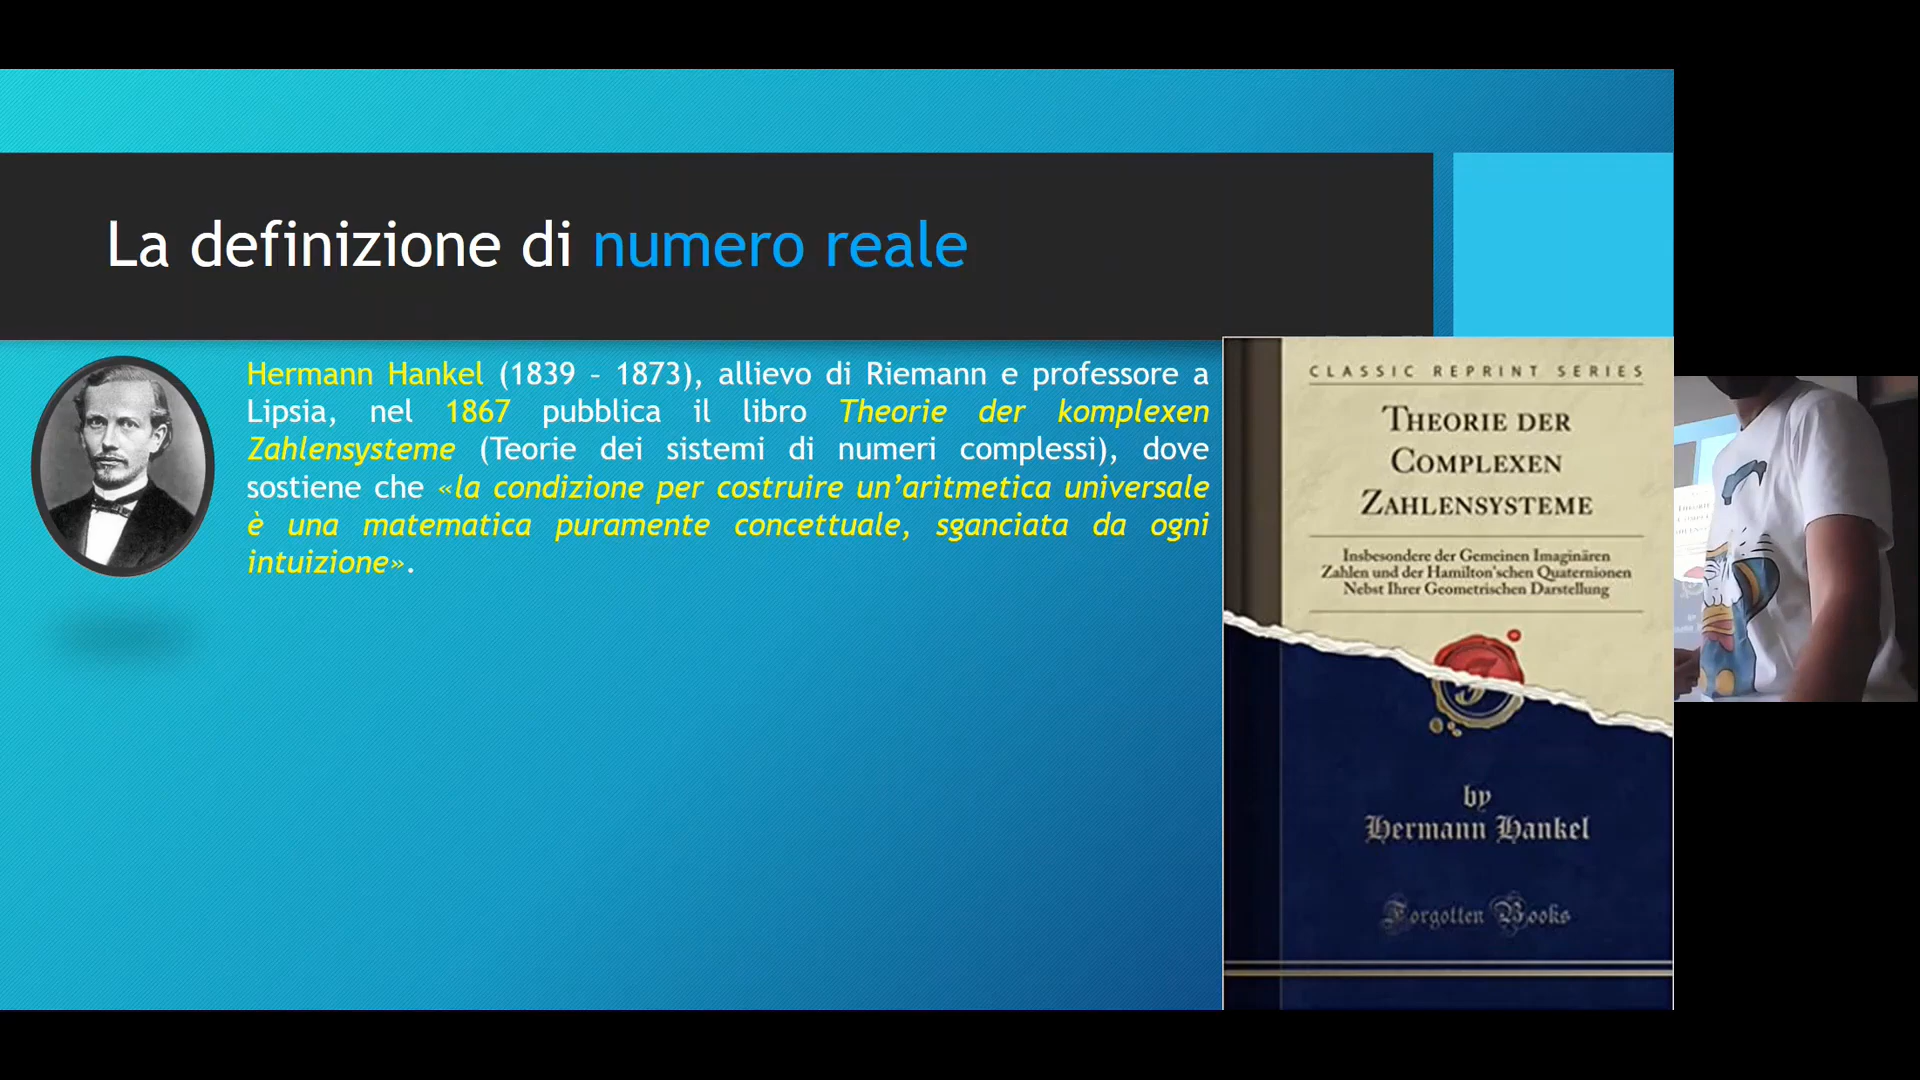 La definizione di numero reale
Hermann Hankel (1839 – 1873), allievo di Riemann e professore a
Lipsia, nel 1867 pubblica il libro Theorie der komplexen
Zahlensysteme (Teorie dei sistemi di numeri complessi), dove
sostiene che «la condizione per costruire un’aritmetica universale
è una matematica puramente concettuale, sganciata da ogni
intuizione».
CLASSIC REPRINT SERIES
THEORIE DER
COMPLEXEN
ZAHLENSYSTEME
Insbesondere der Gemeinen Imaginären
Zahlen und der Hamilton'schen Quaternionen
Nebst Ihrer Geometrischen Darstellung
by
Hermann Hankel
Forgotten Books